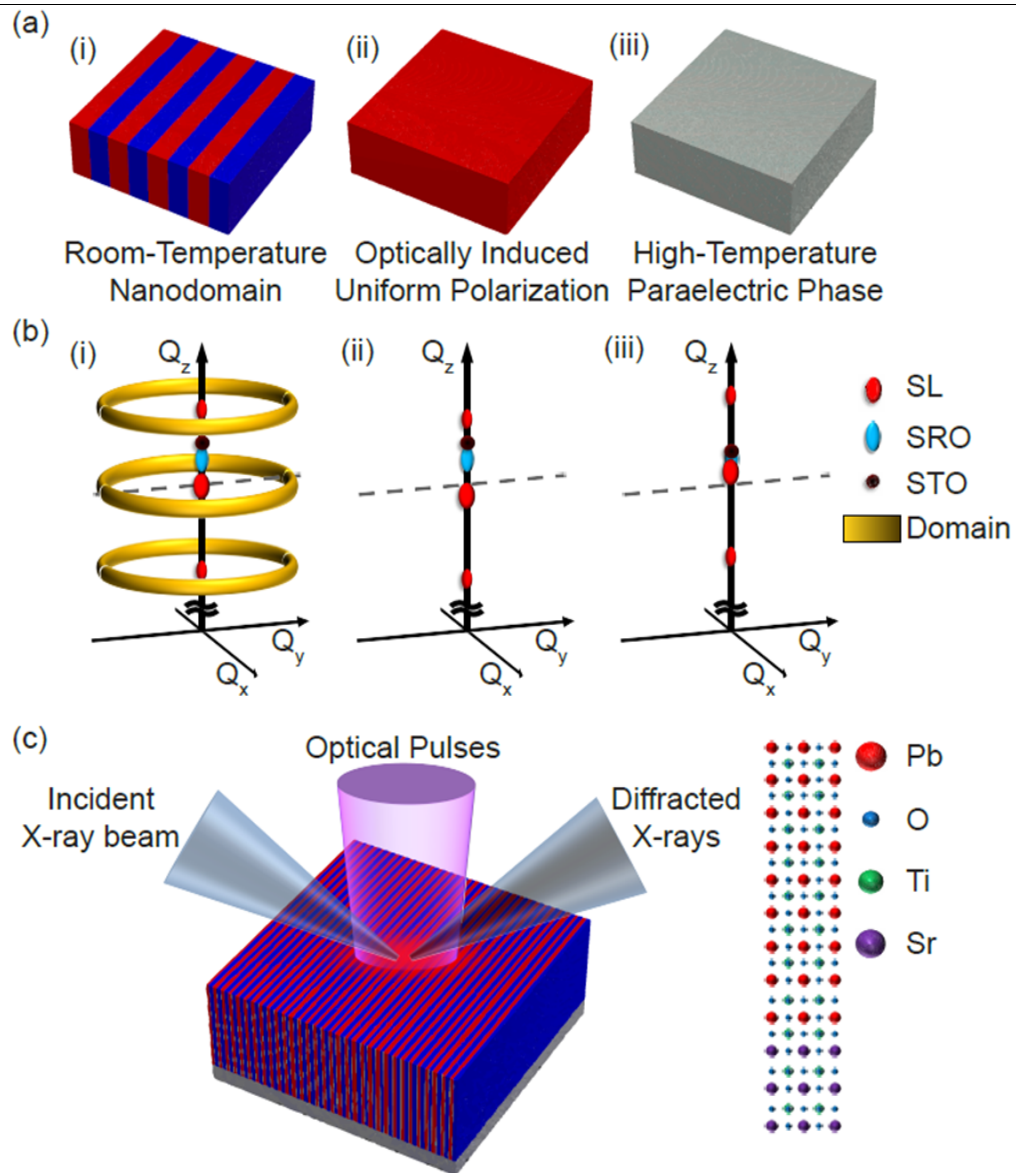 (a)
(i)
(ii)
(iii)
Room-Temperature
Nanodomain
Optically Induced
Uniform Polarization
High-Temperature
Paraelectric Phase
(b)
(i)
Qz
Qy
Qx
(ii)
Qz
Qy
Qx
(iii)
Qz
Qy
Qx
SL
SRO
STO
Domain
(c)
Optical Pulses
Incident
X-ray beam
Diffracted
X-rays
Pb
O
Ti
Sr